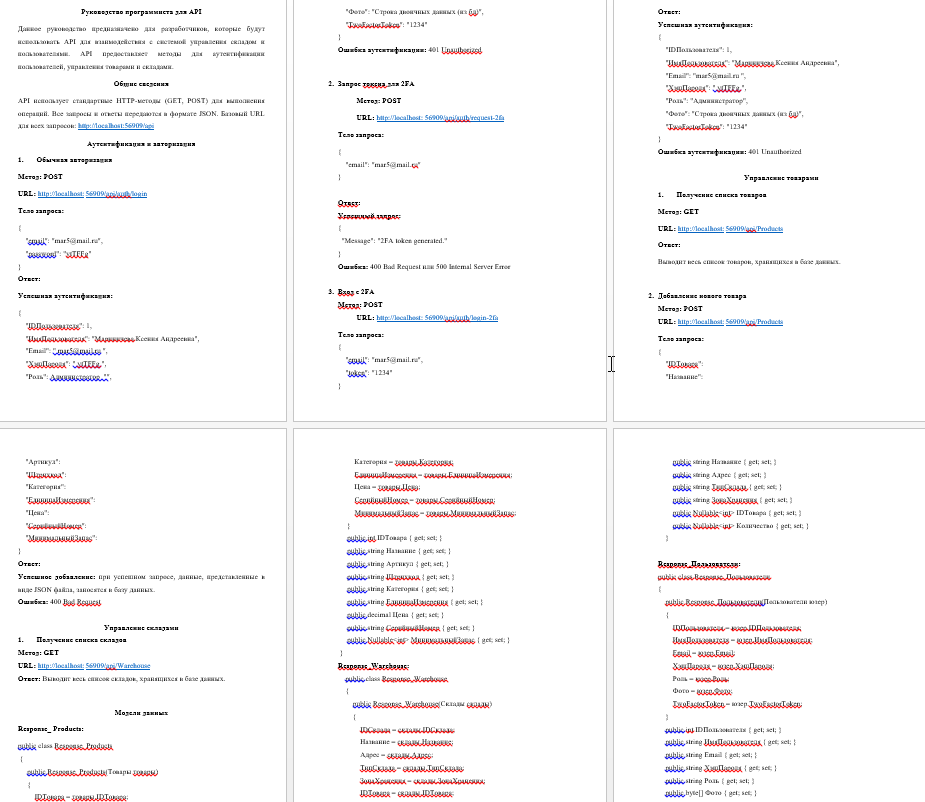 Руководство программиста для API
Данное руководство предназначено для разработчиков, которые будут
использовать API для взаимодействия с системой управления складом и
пользователями. API предоставляет методы для аутентификации
пользователей, управления товарами и складами.
Общие сведения
API использует стандартные HTTP-методы (GET, POST) для выполнения
операций. Все запросы и ответы передаются в формате JSON. Базовый URL
для всех запросов: http://localhost:56909/api
Аутентификация и авторизация
1. Обычная авторизация
Метод: POST
URL: http://localhost: 56909/api/auth/login
Тело запроса:
{
"email": "mar5@mail.ru",
"password": "vtTFFg"
}
Ответ:
Успешная аутентификация:
{
"IDПользователя": 1,
"ИмяПользователя": "Мариничева Ксения Андреевна",
"Email": " mar5@mail.ru ",
"ХэшПароля": " vtTFFg ",
"Роль": Администратор "",
"Фото": "Строка двоичных данных (из бд)",
"TwoFactorToken": "1234"
}
Ошибка аутентификации: 401 Unauthorized
2. Запрос токена для 2FA
Метод: POST
URL: http://localhost: 56909/api/auth/request-2fa
Тело запроса:
{
"email": "mar5@mail.ru"
}
Ответ:
Успешный запрос:
{
"Message": "2FA token generated."
}
Ошибка: 400 Bad Request или 500 Internal Server Error
3. Вход с 2FA
Метод: POST
URL: http://localhost: 56909/api/auth/login-2fa
Тело запроса:
{
"email": "mar5@mail.ru",
"token": "1234"
}
Ответ:
Успешная аутентификация:
{
"IDПользователя": 1,
"ИмяПользователя": "Мариничева Ксения Андреевна",
"Email": "mar5@mail.ru ",
"ХэшПароля": " vtTFFg ",
"Роль": "Администратор",
"Фото": "Строка двоичных данных (из бд)",
"TwoFactorToken": "1234"
}
Ошибка аутентификации: 401 Unauthorized
Управление товарами
1. Получение списка товаров
Метод: GET
URL: http://localhost: 56909/api/Products
Ответ:
Выводит весь список товаров, хранящихся в базе данных.
2. Добавление нового товара
Метод: POST
URL: http://localhost: 56909/api/Products
Тело запроса:
{
"IDТовара":
"Название":
"Артикул":
"Штрихкод":
"Категория":
"ЕдиницаИзмерения":
"Цена":
"СерийныйНомер":
"МинимальныйЗапас":
}
Ответ:
Успешное добавление: при успешном запросе, данные, представленные в
виде JSON файла, заносятся в базу данных.
Ошибка: 400 Bad Request
Управление складами
1. Получение списка складов
Метод: GET
URL: http://localhost: 56909/api/Warehouse
Ответ: Выводит весь список складов, хранящихся в базе данных.
Модели данных
Response_Products:
public class Response_Products
{
public Response_Products(Товары товары)
{
IDТовара = товары.IDТовара;
Категория = товары.Категория;
ЕдиницаИзмерения = товары.ЕдиницаИзмерения;
Цена = товары.Цена;
СерийныйНомер = товары.СерийныйНомер;
МинимальныйЗапас = товары.МинимальныйЗапас;
}
public int IDТовара { get; set; }
public string Название { get; set; }
public string Артикул { get; set; }
public string Штрихкод { get; set; }
public string Категория { get; set; }
public string ЕдиницаИзмерения { get; set; }
public decimal Цена { get; set; }
public string СерийныйНомер { get; set; }
public Nullable<int> МинимальныйЗапас { get; set; }
}
Response_Warehouse:
public class Response_Warehouse
{
public Response_Warehouse(Склады склады)
{
IDСклада = склады.IDСклада;
Название = склады.Название;
Адрес = склады.Адрес;
ТипСклада = склады.ТипСклада;
ЗонаХранения = склады.ЗонаХранения;
IDТовара = склады.IDТовара;
public string Название { get; set; }
public string Адрес { get; set; }
public string ТипСклада { get; set; }
public string ЗонаХранения { get; set; }
public Nullable<int> IDТовара { get; set; }
public Nullable<int> Количество { get; set; }
}
Response_Пользователи:
public class Response_Пользователи
{
public Response_Пользователи(Пользователи юзер)
{
IDПользователя = юзер.IDПользователя;
ИмяПользователя = юзер.ИмяПользователя;
Email = юзер.Email;
ХэшПароля = юзер.ХэшПароля;
Роль = юзер.Роль;
Фото = юзер.Фото;
TwoFactorToken = юзер.TwoFactorToken;
}
public int IDПользователя { get; set; }
public string ИмяПользователя { get; set; }
public string Email { get; set; }
public string ХэшПароля { get; set; }
public string Роль { get; set; }
public byte[] Фото { get; set; }